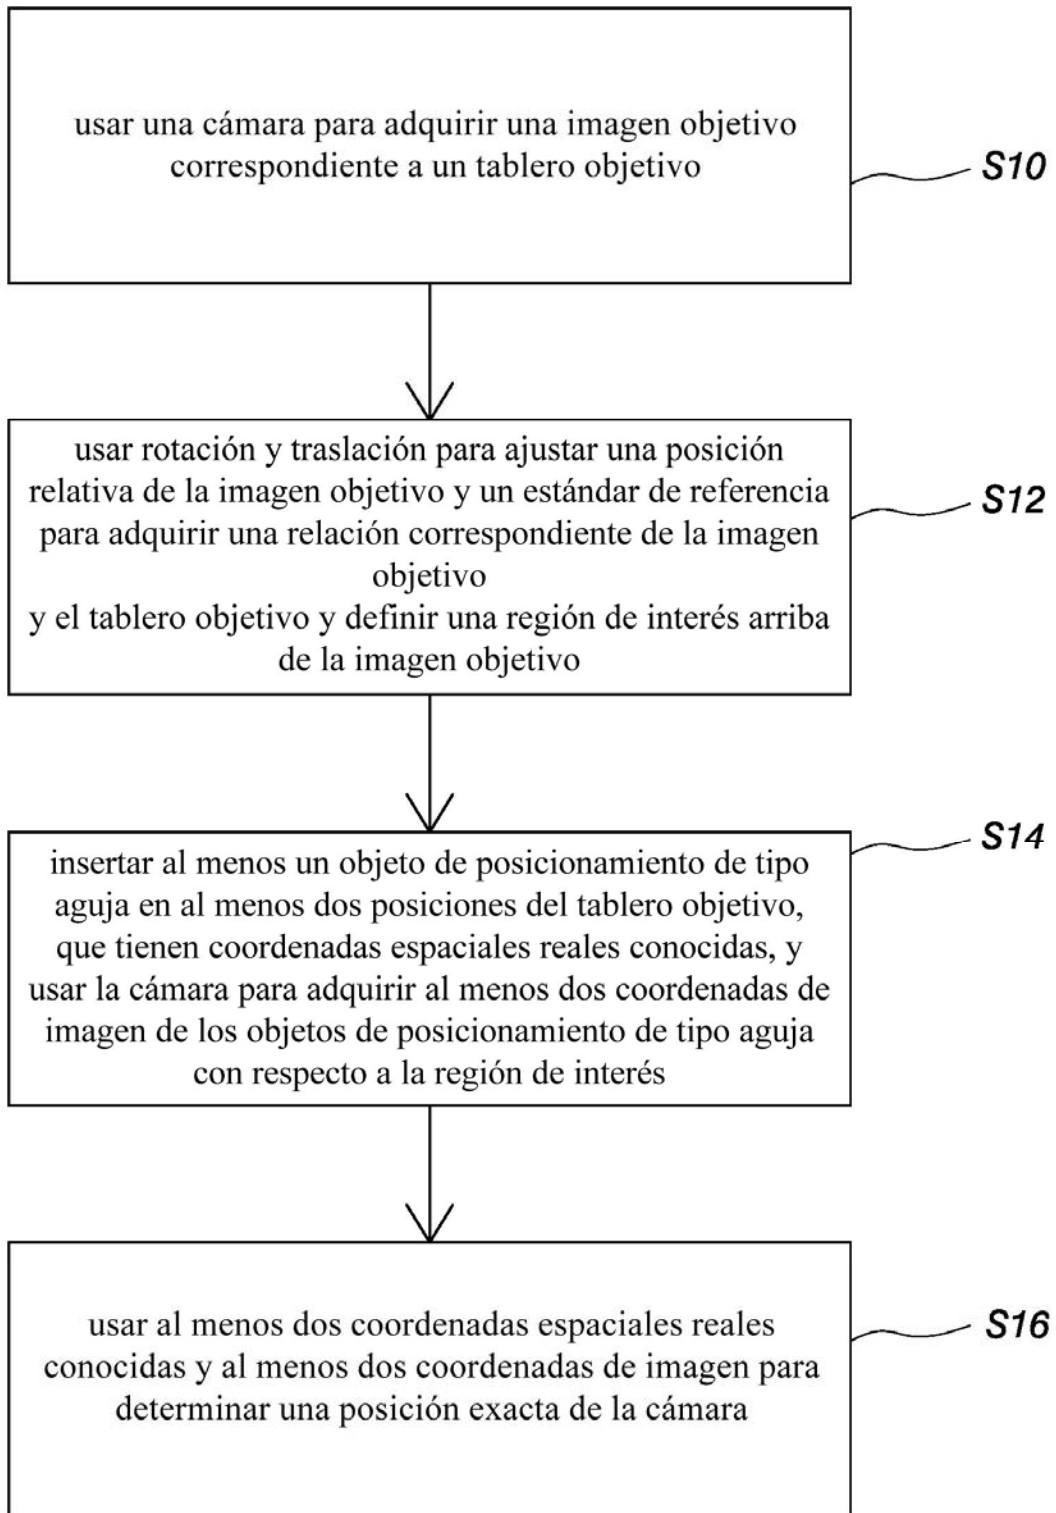 usar una cámara para adquirir una imagen objetivo
correspondiente a un tablero objetivo
S10
usar rotación y traslación para ajustar una posición
relativa de la imagen objetivo y un estándar de referencia
para adquirir una relación correspondiente de la imagen
objetivo
y el tablero objetivo y definir una región de interés arriba
de la imagen objetivo
S12
insertar al menos un objeto de posicionamiento de tipo
aguja en al menos dos posiciones del tablero objetivo,
que tienen coordenadas espaciales reales conocidas, y
usar la cámara para adquirir al menos dos coordenadas de
imagen de los objetos de posicionamiento de tipo aguja
con respecto a la región de interés
S14
usar al menos dos coordenadas espaciales reales
conocidas y al menos dos coordenadas de imagen para
determinar una posición exacta de la cámara
S16